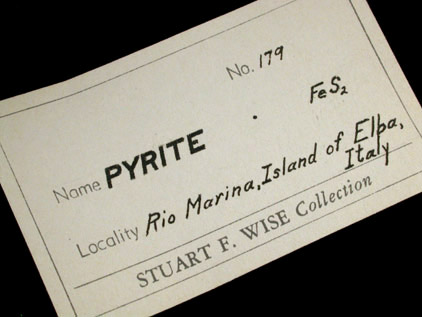 No. 179
FeS₂
Name PYRITE
Locality Rio Marina, Island of Elba,
Italy
STUART F. WISE Collection